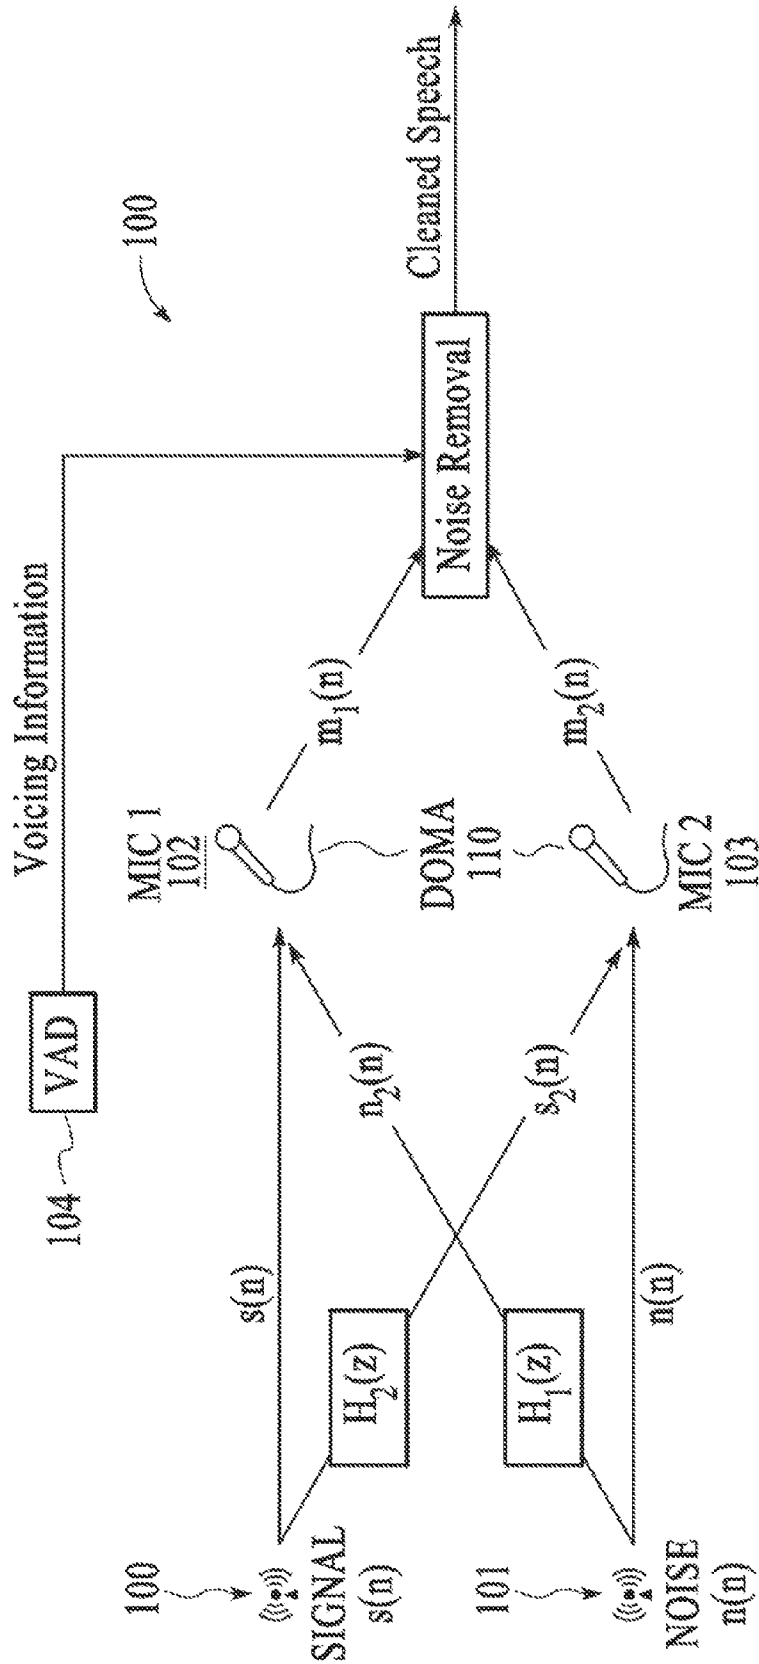 100
Voicing Information
VAD
104
Cleaned Speech
Noise Removal
MIC 1
102
m₁(n)
DOMA
110
m₂(n)
MIC 2
103
s(n)
n₂(n)
s₂(n)
n(n)
H₂(z)
H₁(z)
100
SIGNAL
s(n)
101
NOISE
n(n)